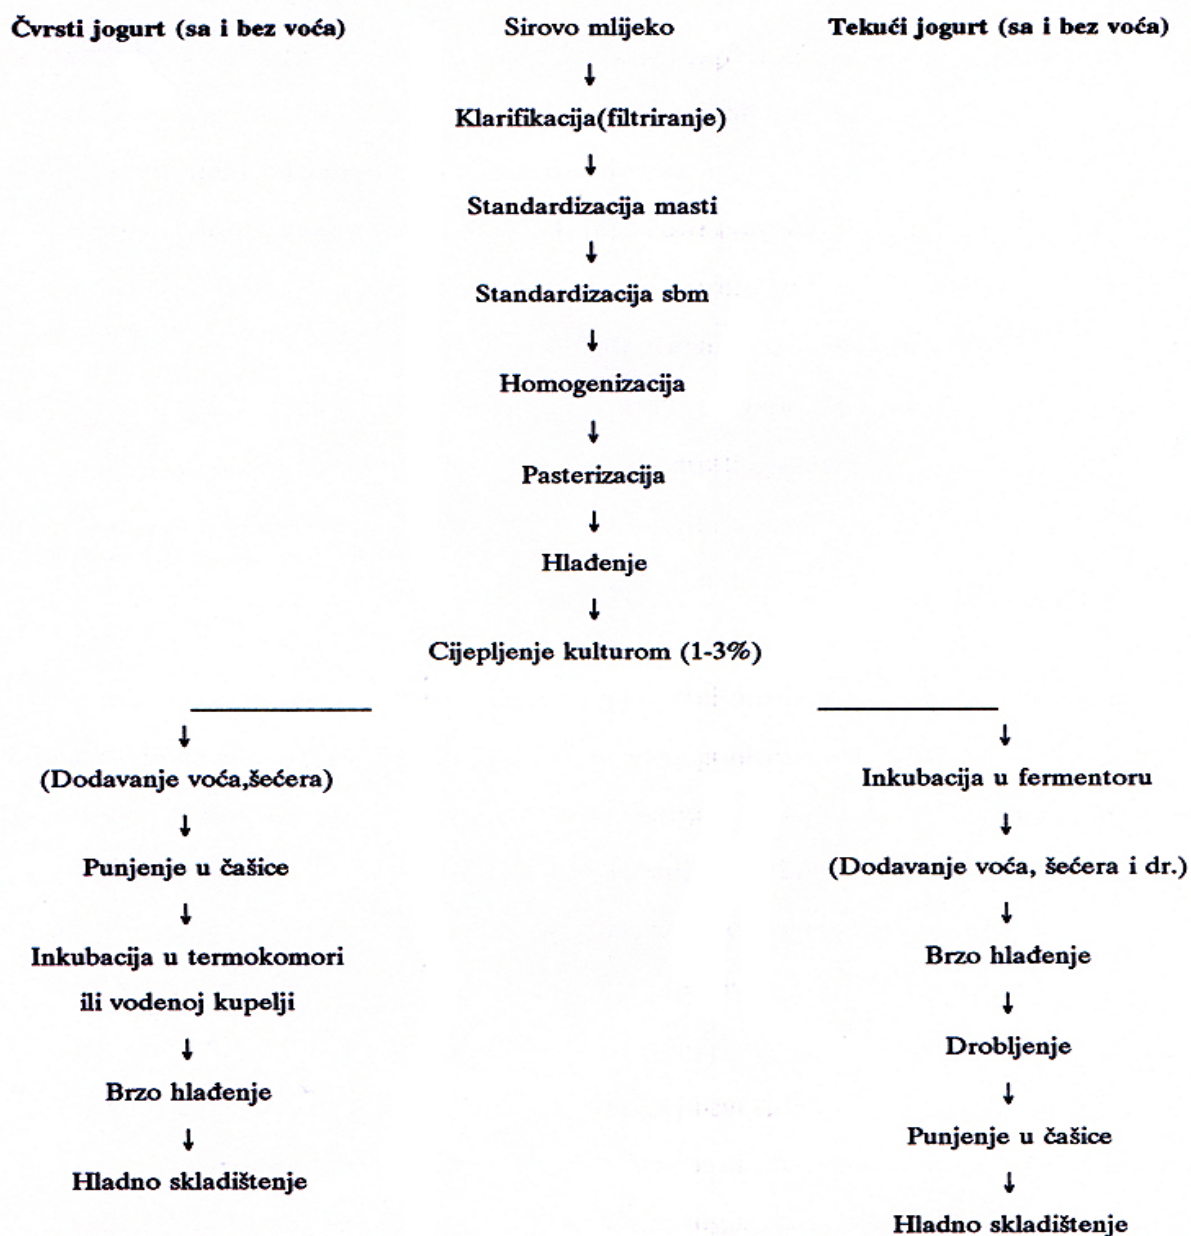 Čvrsti jogurt (sa i bez voća)
Sirovo mlijeko
Tekući jogurt (sa i bez voća)
↓
Klarifikacija(filtriranje)
↓
Standardizacija masti
↓
Standardizacija sbm
↓
Homogenizacija
↓
Pasterizacija
↓
Hlađenje
↓
Cijepljenje kulturom (1-3%)
↓
(Dodavanje voća,šećera)
↓
Punjenje u čašice
↓
Inkubacija u termokomori
ili vodenoj kupelji
↓
Brzo hlađenje
↓
Hladno skladištenje
↓
Inkubacija u fermentoru
↓
(Dodavanje voća, šećera i dr.)
↓
Brzo hlađenje
↓
Drobljenje
↓
Punjenje u čašice
↓
Hladno skladištenje